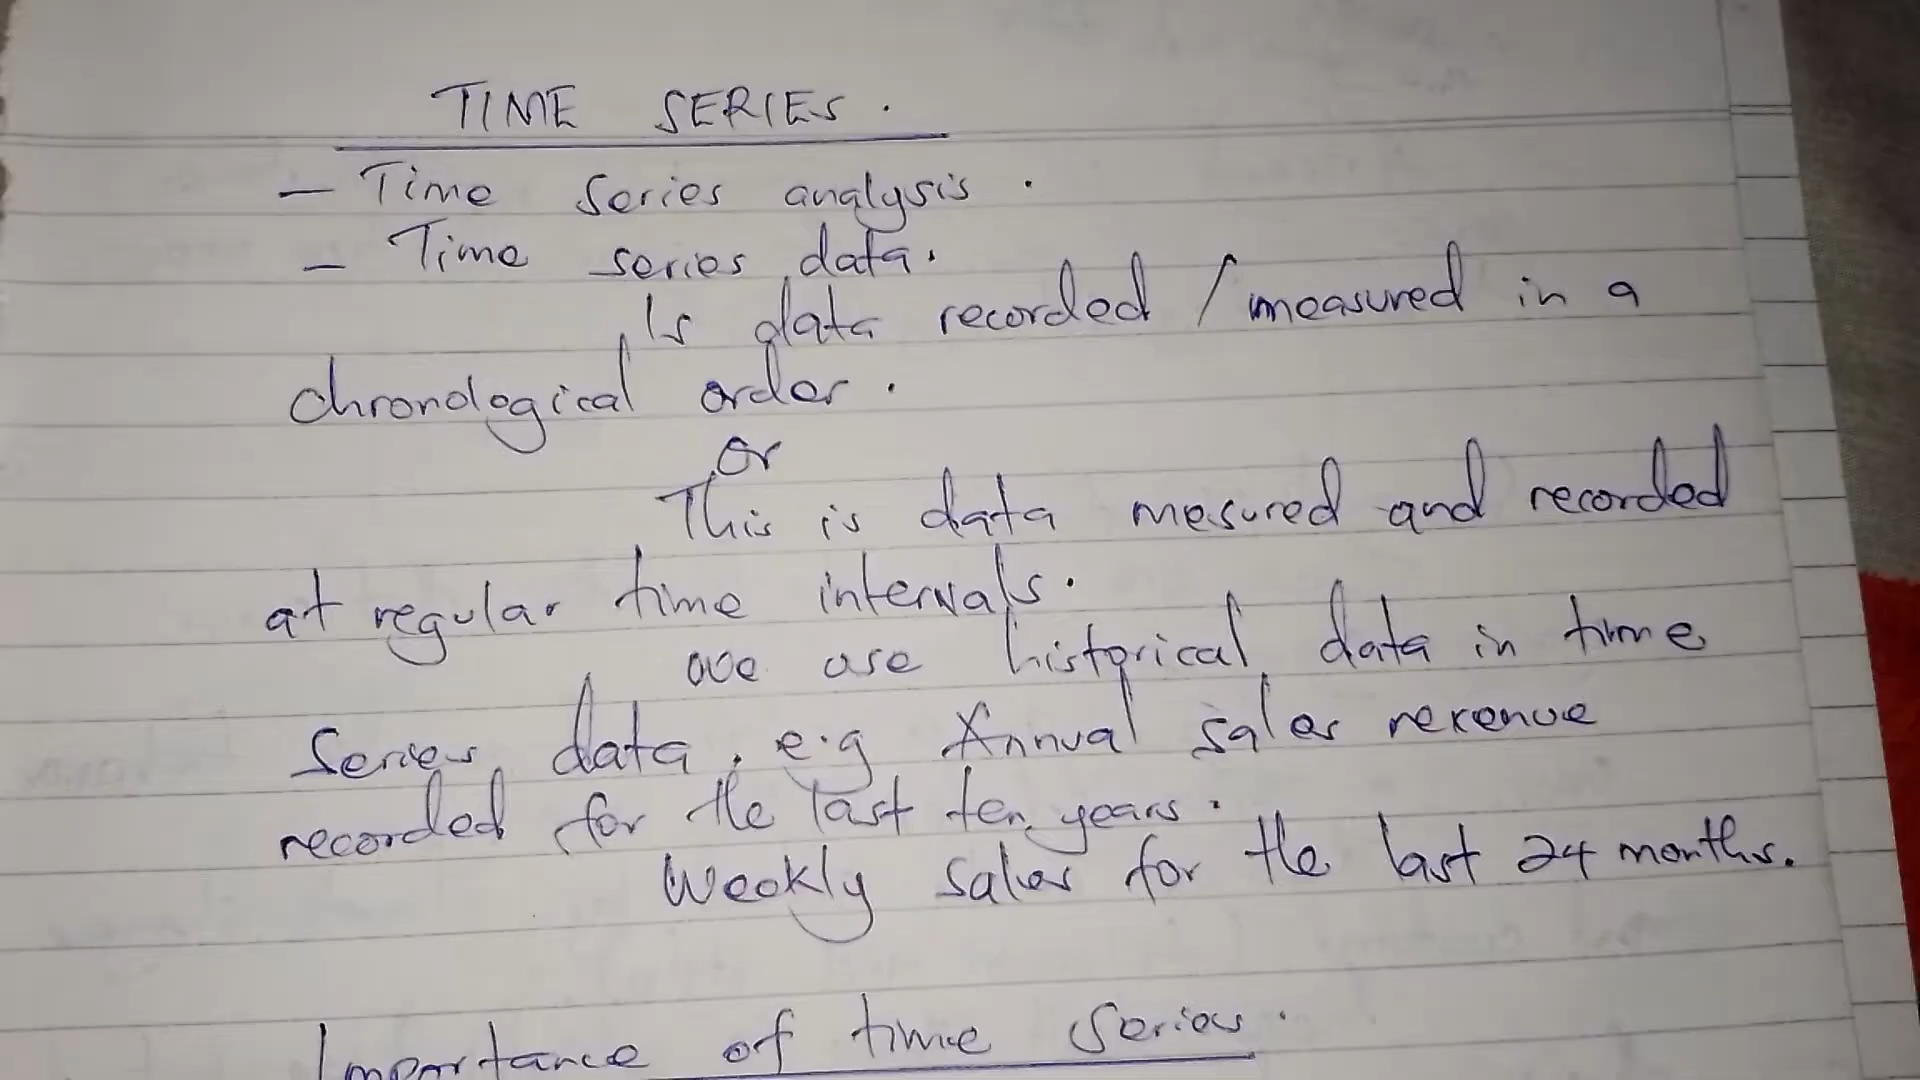 TIME SERIES.
- Time Series analysis.
- Time series data.
Is data recorded / measured in a
chronological order.
or
This is data mesured and recorded
at regular time intervals.
We use historical data in time
Series data, e.g Annual sales revenue
recorded for the last ten years.
Weekly sales for the last 24 months.
Importance of time series.